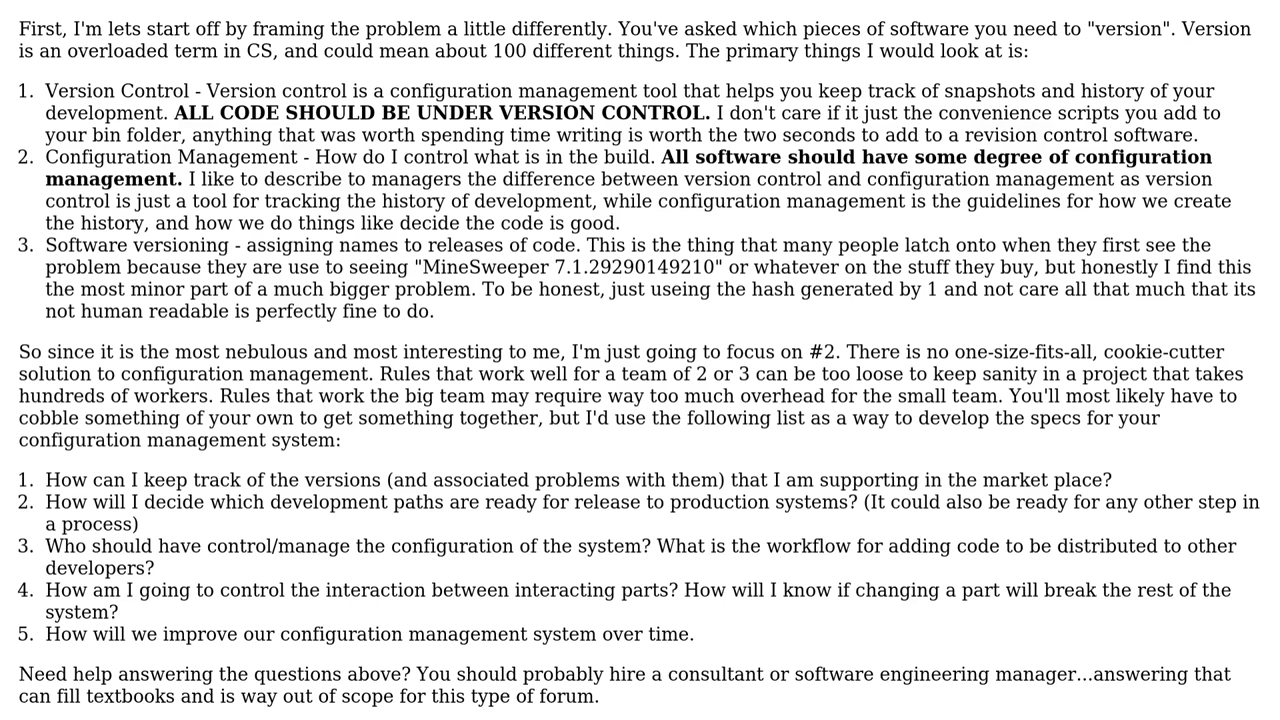 First, I'm lets start off by framing the problem a little differently. You've asked which pieces of software you need to "version". Version
is an overloaded term in CS, and could mean about 100 different things. The primary things I would look at is:
1. Version Control - Version control is a configuration management tool that helps you keep track of snapshots and history of your
development. ALL CODE SHOULD BE UNDER VERSION CONTROL. I don't care if it just the convenience scripts you add to
your bin folder, anything that was worth spending time writing is worth the two seconds to add to a revision control software.
2. Configuration Management - How do I control what is in the build. All software should have some degree of configuration
management. I like to describe to managers the difference between version control and configuration management as version
control is just a tool for tracking the history of development, while configuration management is the guidelines for how we create
the history, and how we do things like decide the code is good.
3. Software versioning - assigning names to releases of code. This is the thing that many people latch onto when they first see the
problem because they are use to seeing "MineSweeper 7.1.29290149210" or whatever on the stuff they buy, but honestly I find this
the most minor part of a much bigger problem. To be honest, just useing the hash generated by 1 and not care all that much that its
not human readable is perfectly fine to do.
So since it is the most nebulous and most interesting to me, I'm just going to focus on #2. There is no one-size-fits-all, cookie-cutter
solution to configuration management. Rules that work well for a team of 2 or 3 can be too loose to keep sanity in a project that takes
hundreds of workers. Rules that work the big team may require way too much overhead for the small team. You'll most likely have to
cobble something of your own to get something together, but I'd use the following list as a way to develop the specs for your
configuration management system:
1. How can I keep track of the versions (and associated problems with them) that I am supporting in the market place?
2. How will I decide which development paths are ready for release to production systems? (It could also be ready for any other step in
a process)
3. Who should have control/manage the configuration of the system? What is the workflow for adding code to be distributed to other
developers?
4. How am I going to control the interaction between interacting parts? How will I know if changing a part will break the rest of the
system?
5. How will we improve our configuration management system over time.
Need help answering the questions above? You should probably hire a consultant or software engineering manager...answering that
can fill textbooks and is way out of scope for this type of forum.